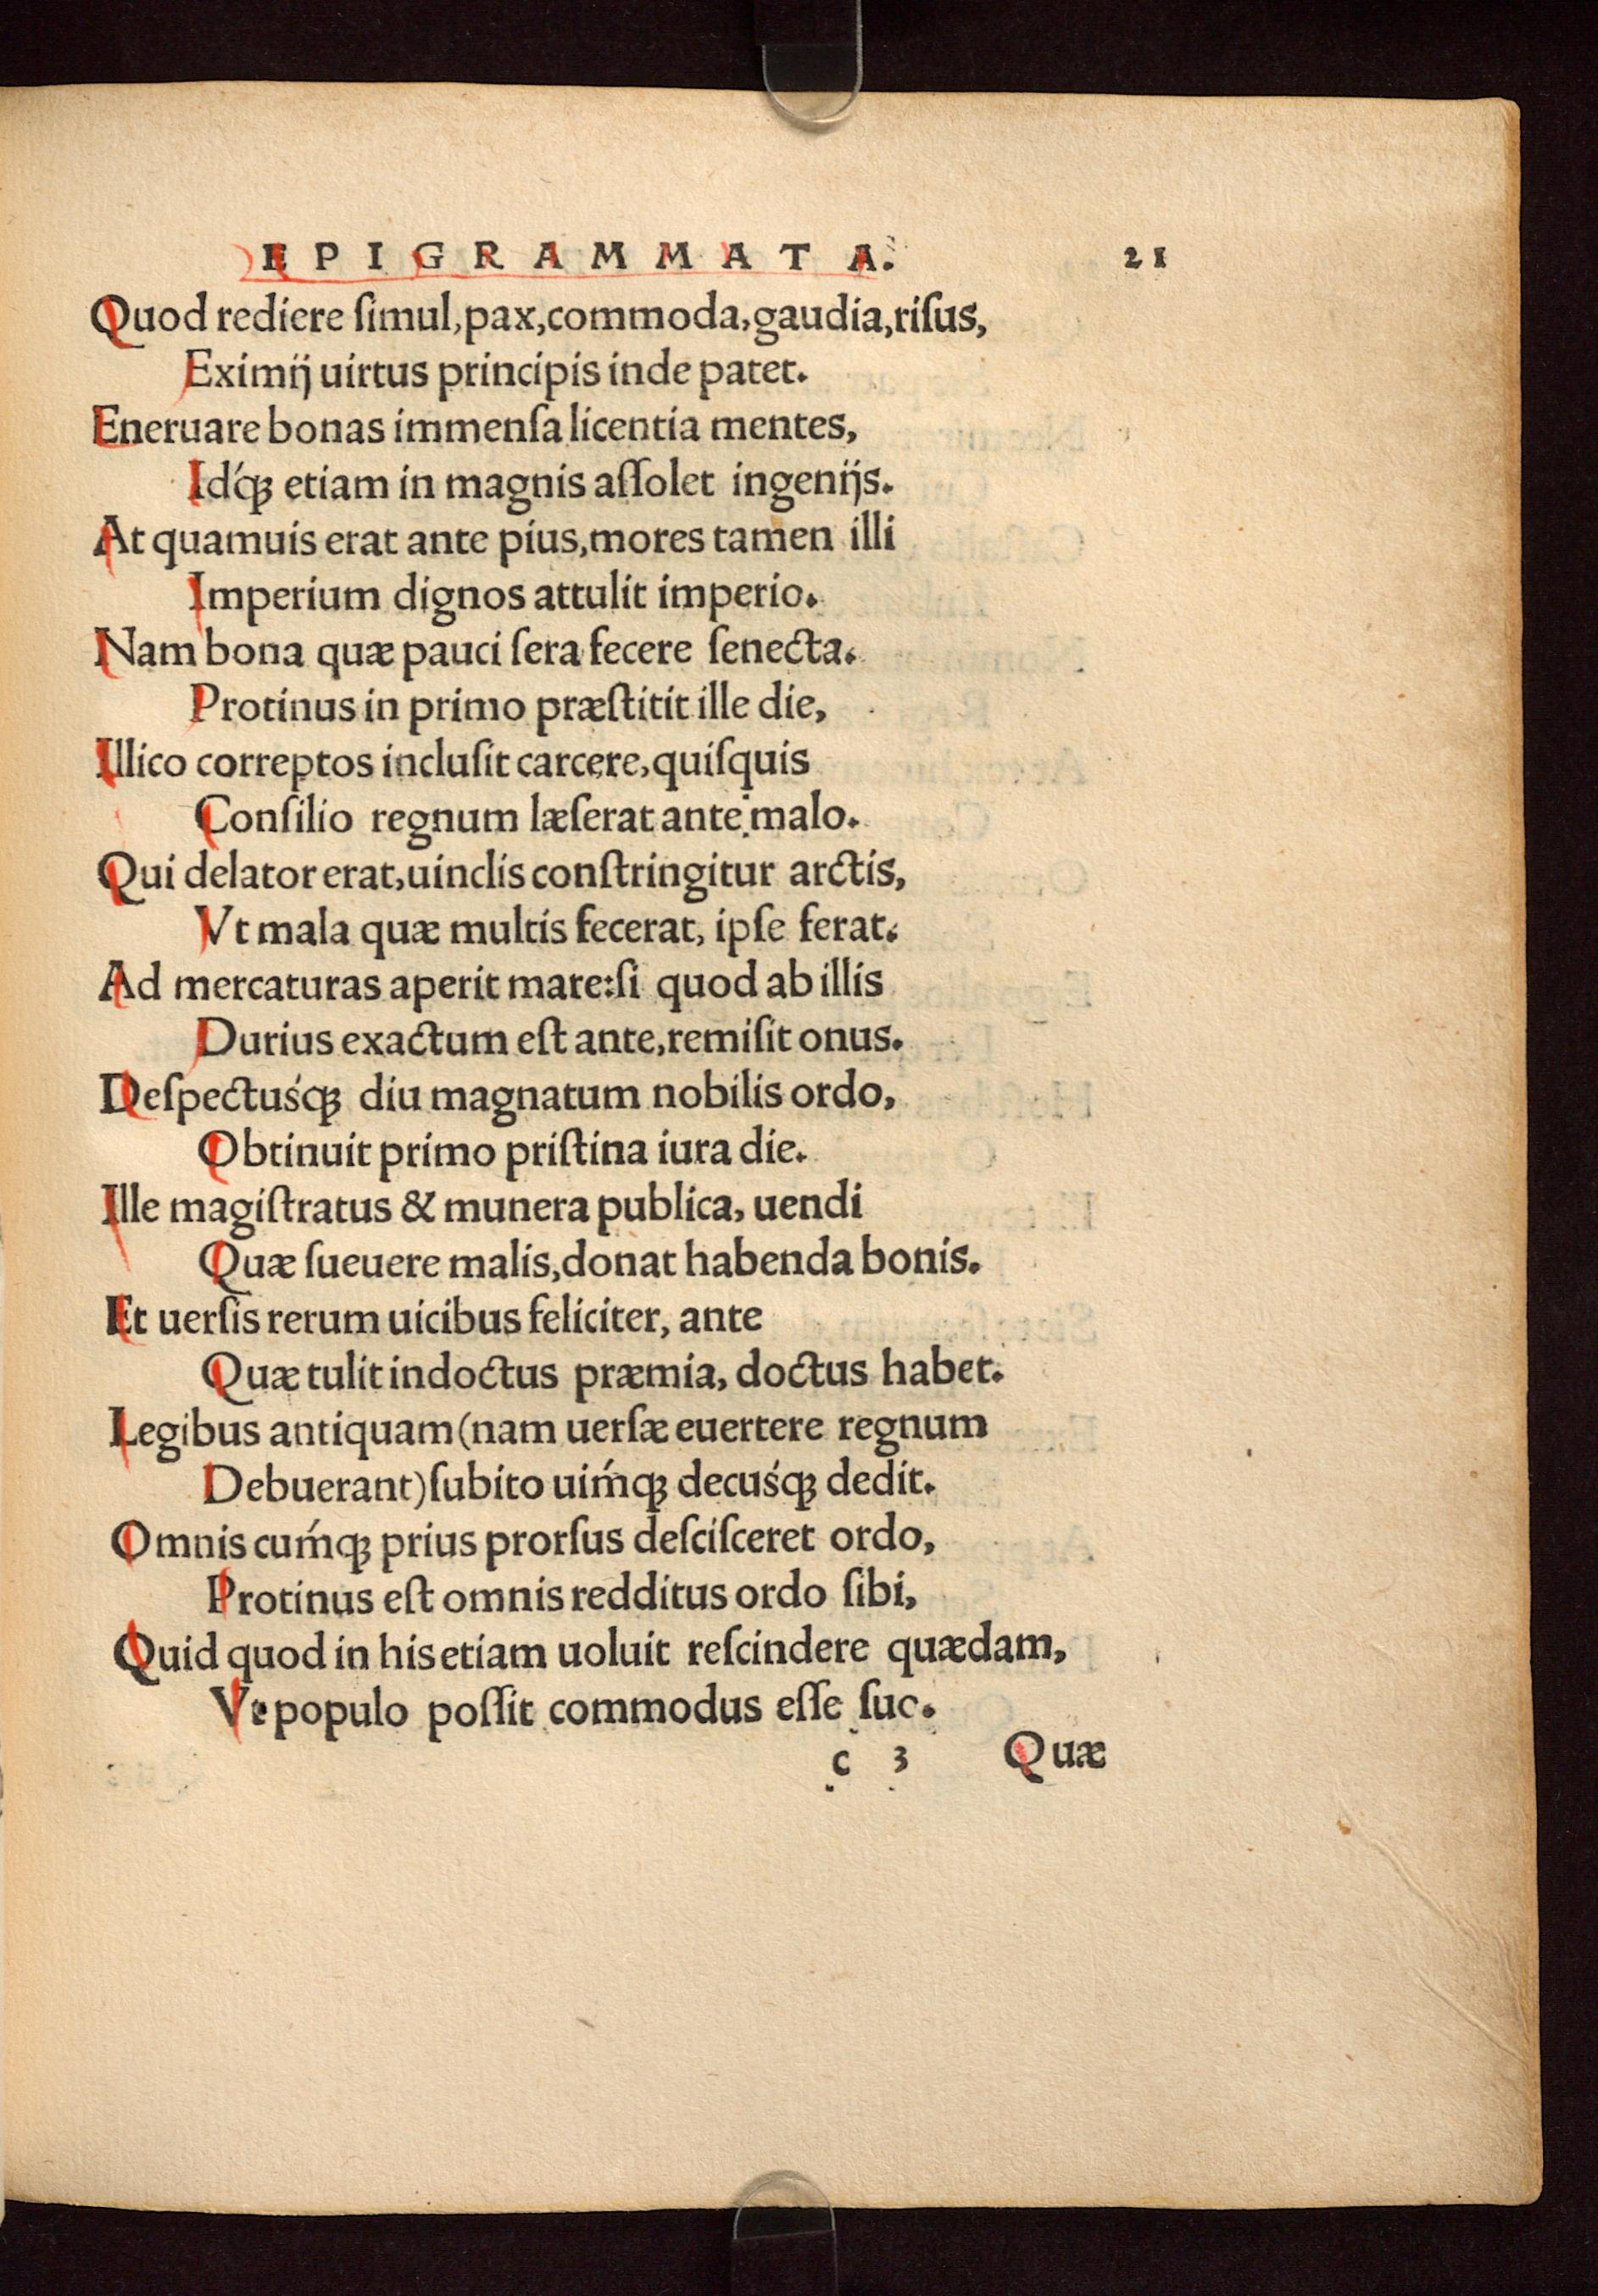 EPIGRAMMATA. 21
Quod rediere ſimul, pax, commoda, gaudia, riſus,
Eximij uirtus principis inde patet.
Eneruare bonas immenſa licentia mentes,
Id'q; etiam in magnis aſſolet ingenijs.
At quamuis erat ante pius, mores tamen illi
Imperium dignos attulit imperio.
Nam bona quæ pauci ſera fecere ſenecta.
Protinus in primo præſtitit ille die,
Illico correptos incluſit carcere, quiſquis
Conſilio regnum læſerat ante malo.
Qui delator erat, uinclis conſtringitur arctis,
Vt mala quæ multis fecerat, ipſe ferat.
Ad mercaturas aperit mare: ſi quod ab illis
Durius exactum eſt ante, remiſit onus.
Deſpectus'q; diu magnatum nobilis ordo,
Obtinuit primo priſtina iura die.
Ille magiſtratus & munera publica, uendi
Quæ ſueuere malis, donat habenda bonis.
Et uerſis rerum uicibus feliciter, ante
Quæ tulit indoctus præmia, doctus habet.
Legibus antiquam (nam uerſæ euertere regnum
Debuerant) ſubito uim'q; decus'q; dedit.
Omnis cum'q; prius prorſus deſciſceret ordo,
Protinus eſt omnis redditus ordo ſibi,
Quid quod in his etiam uoluit reſcindere quædam,
Vt populo poſſit commodus eſſe ſuo.
c 3 Quæ